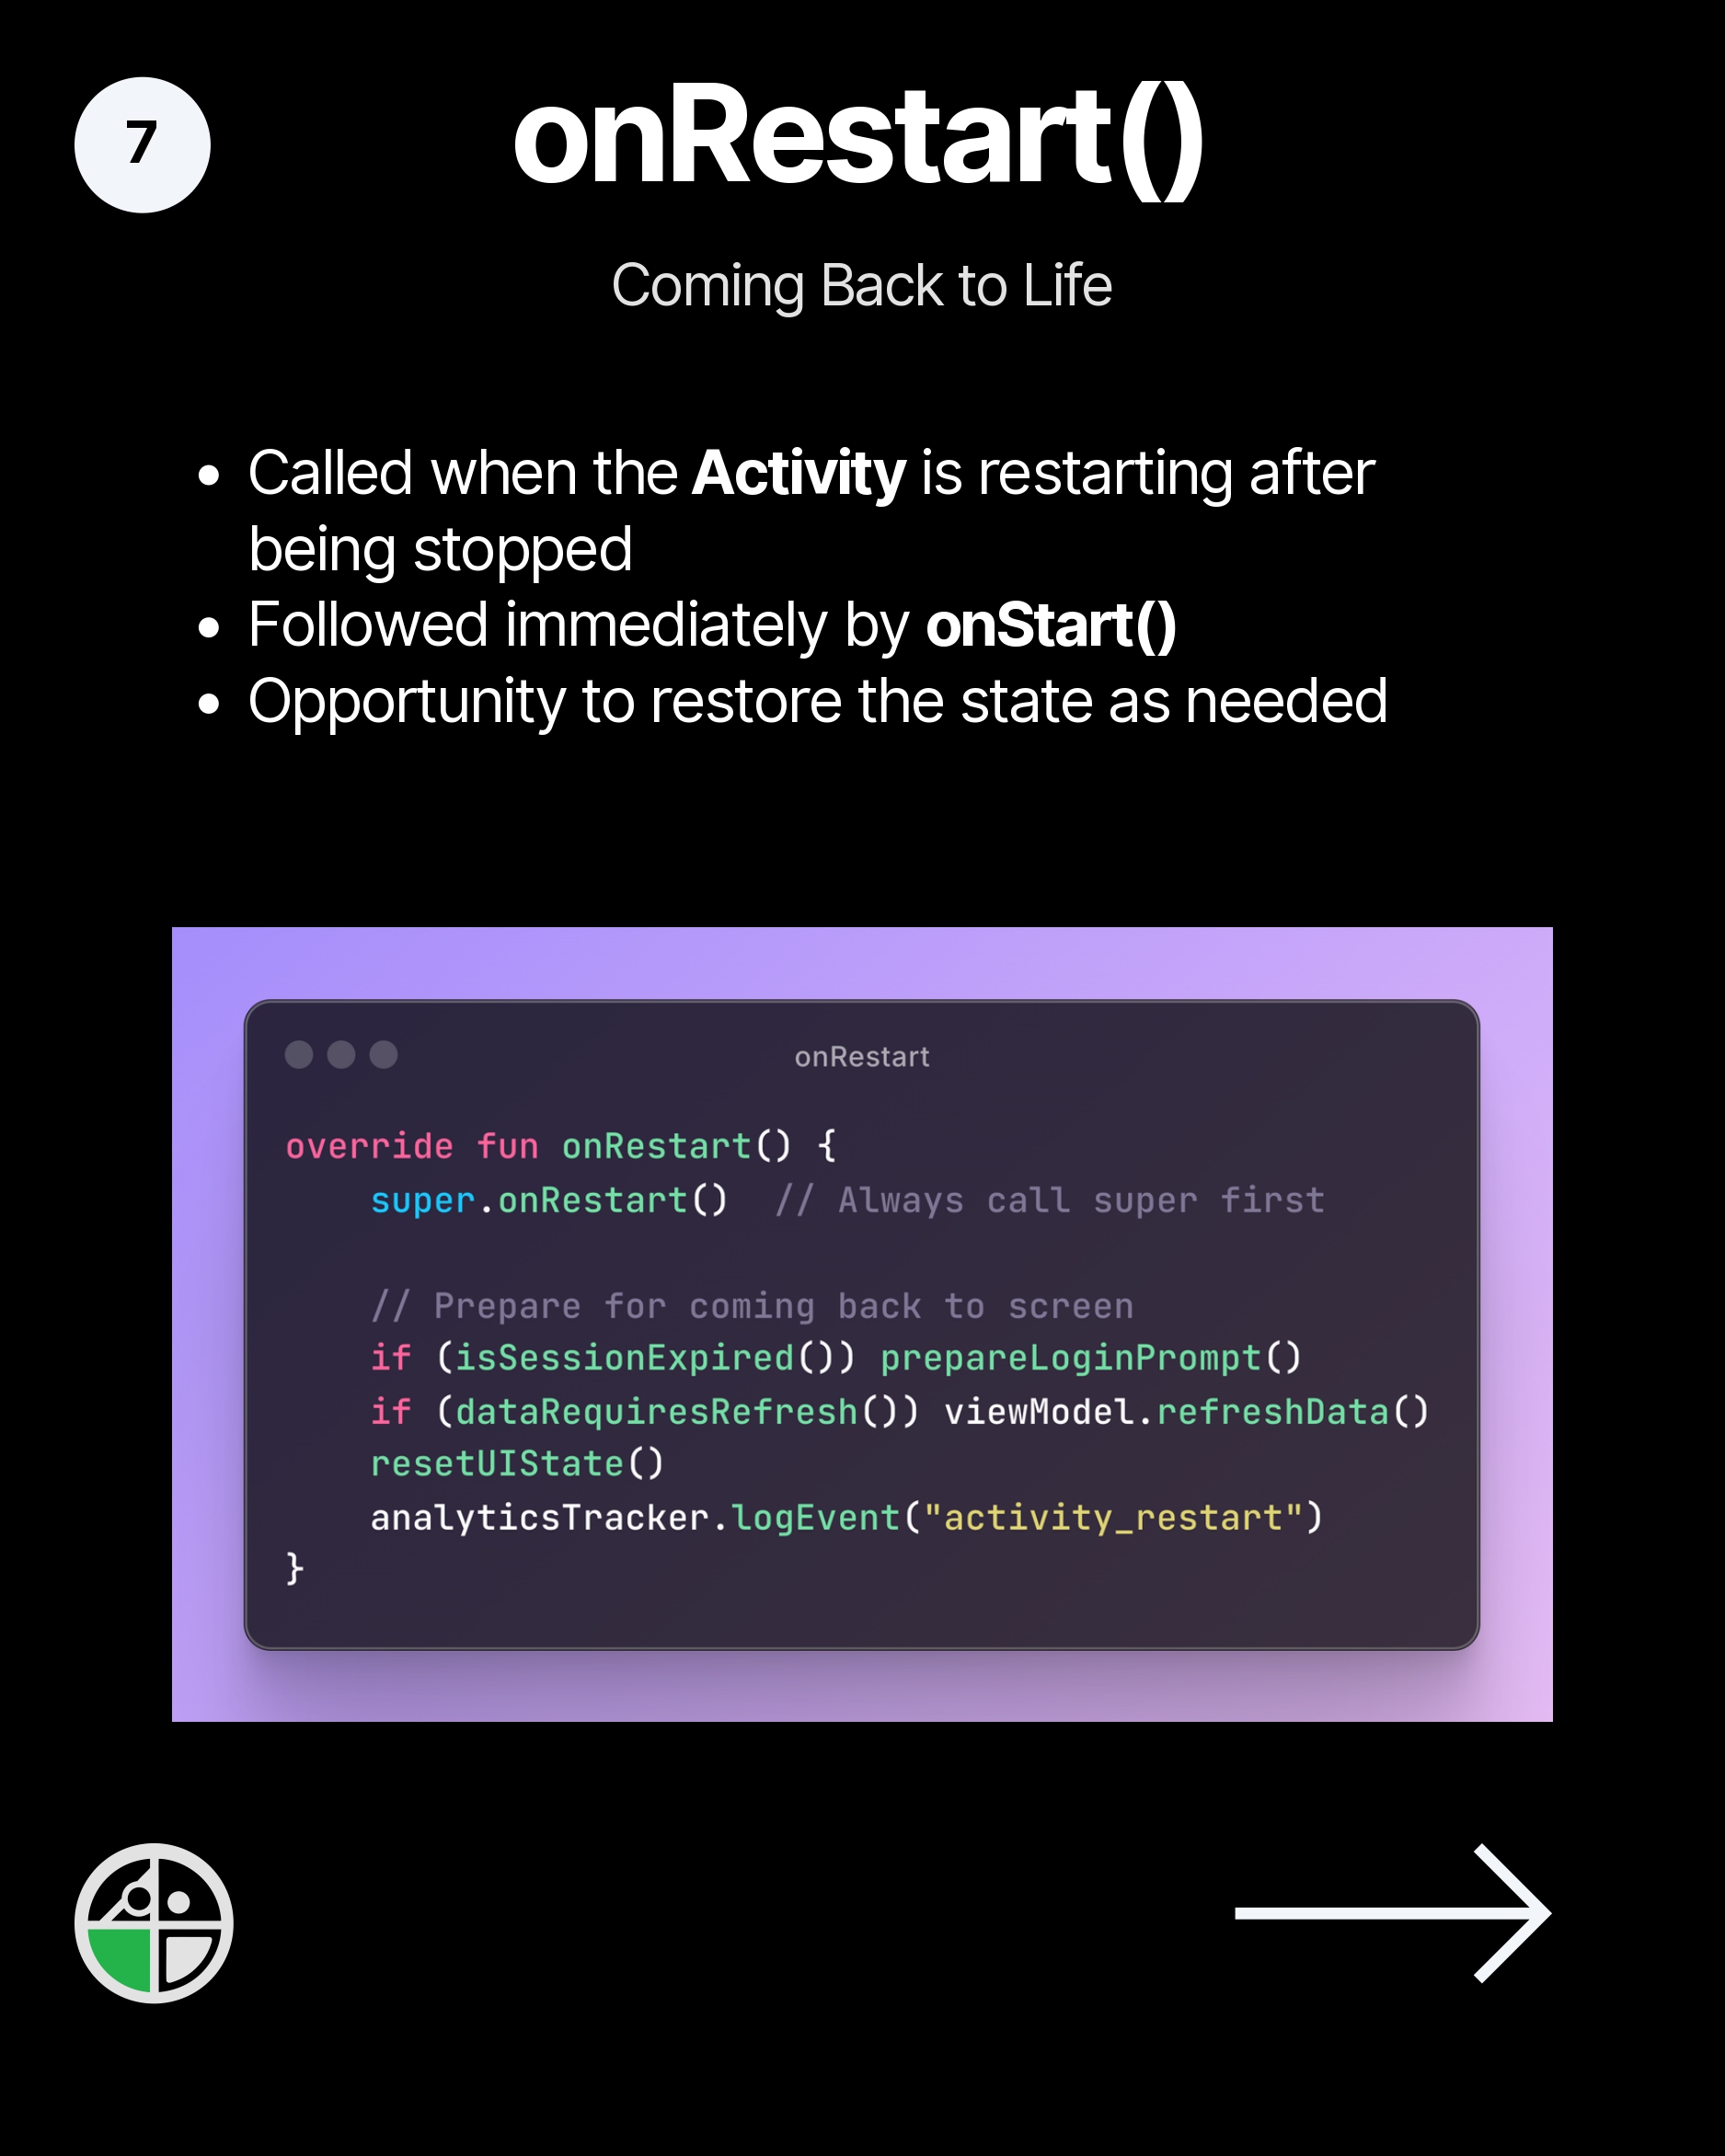 7
onRestart()
Coming Back to Life
• Called when the Activity is restarting after
being stopped
• Followed immediately by onStart()
• Opportunity to restore the state as needed
onRestart
override fun onRestart() {
    super.onRestart()  // Always call super first

    // Prepare for coming back to screen
    if (isSessionExpired()) prepareLoginPrompt()
    if (dataRequiresRefresh()) viewModel.refreshData()
    resetUIState()
    analyticsTracker.logEvent("activity_restart")
}